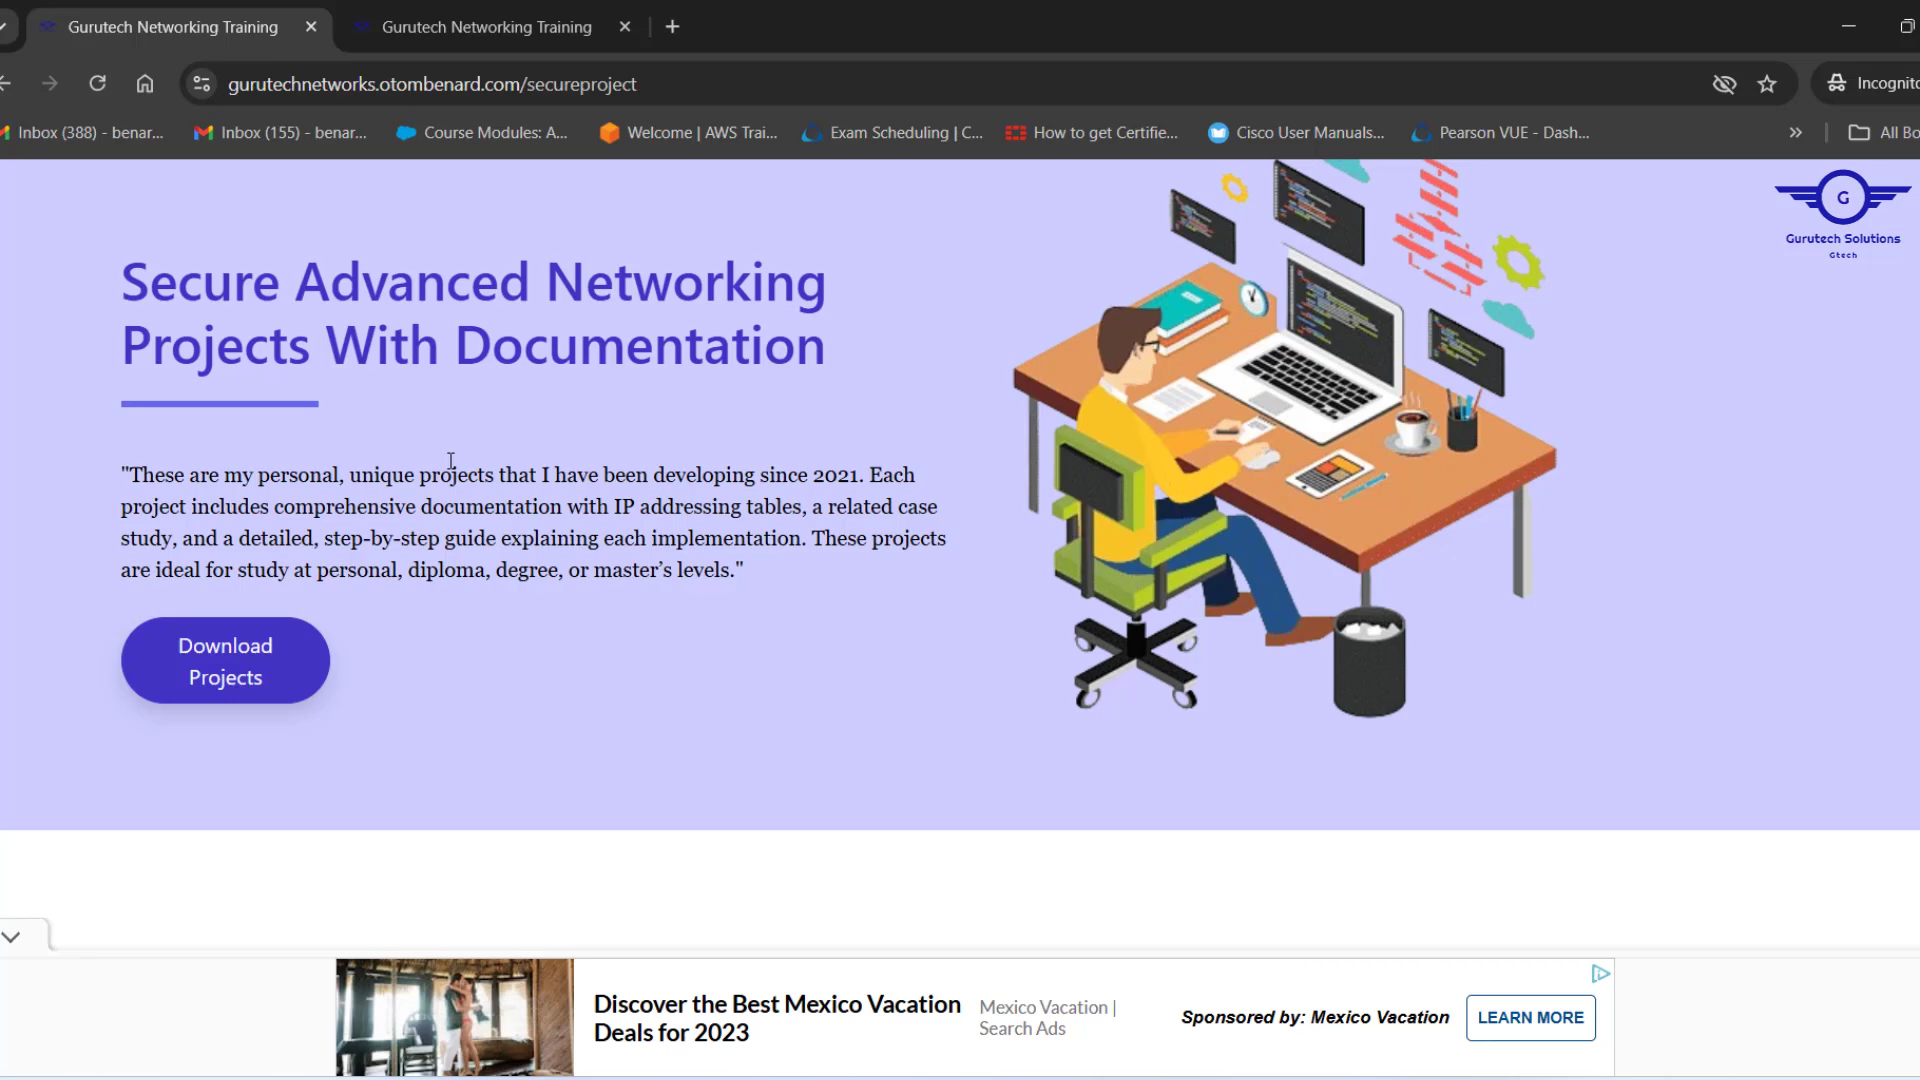 Gurutech Networking Training
Gurutech Networking Training
gurutechnetworks.otombenard.com/secureproject
Incognito
Inbox (388) - benar...
Inbox (155) - benar...
Course Modules: A...
Welcome | AWS Trai...
Exam Scheduling | C...
How to get Certifie...
Cisco User Manuals...
Pearson VUE - Dash...
All Bo
G
Gurutech Solutions
Gtech
Secure Advanced Networking
Projects With Documentation
"These are my personal, unique projects that I have been developing since 2021. Each
project includes comprehensive documentation with IP addressing tables, a related case
study, and a detailed, step-by-step guide explaining each implementation. These projects
are ideal for study at personal, diploma, degree, or master's levels."
Download
Projects
Discover the Best Mexico Vacation
Deals for 2023
Mexico Vacation |
Search Ads
Sponsored by: Mexico Vacation
LEARN MORE